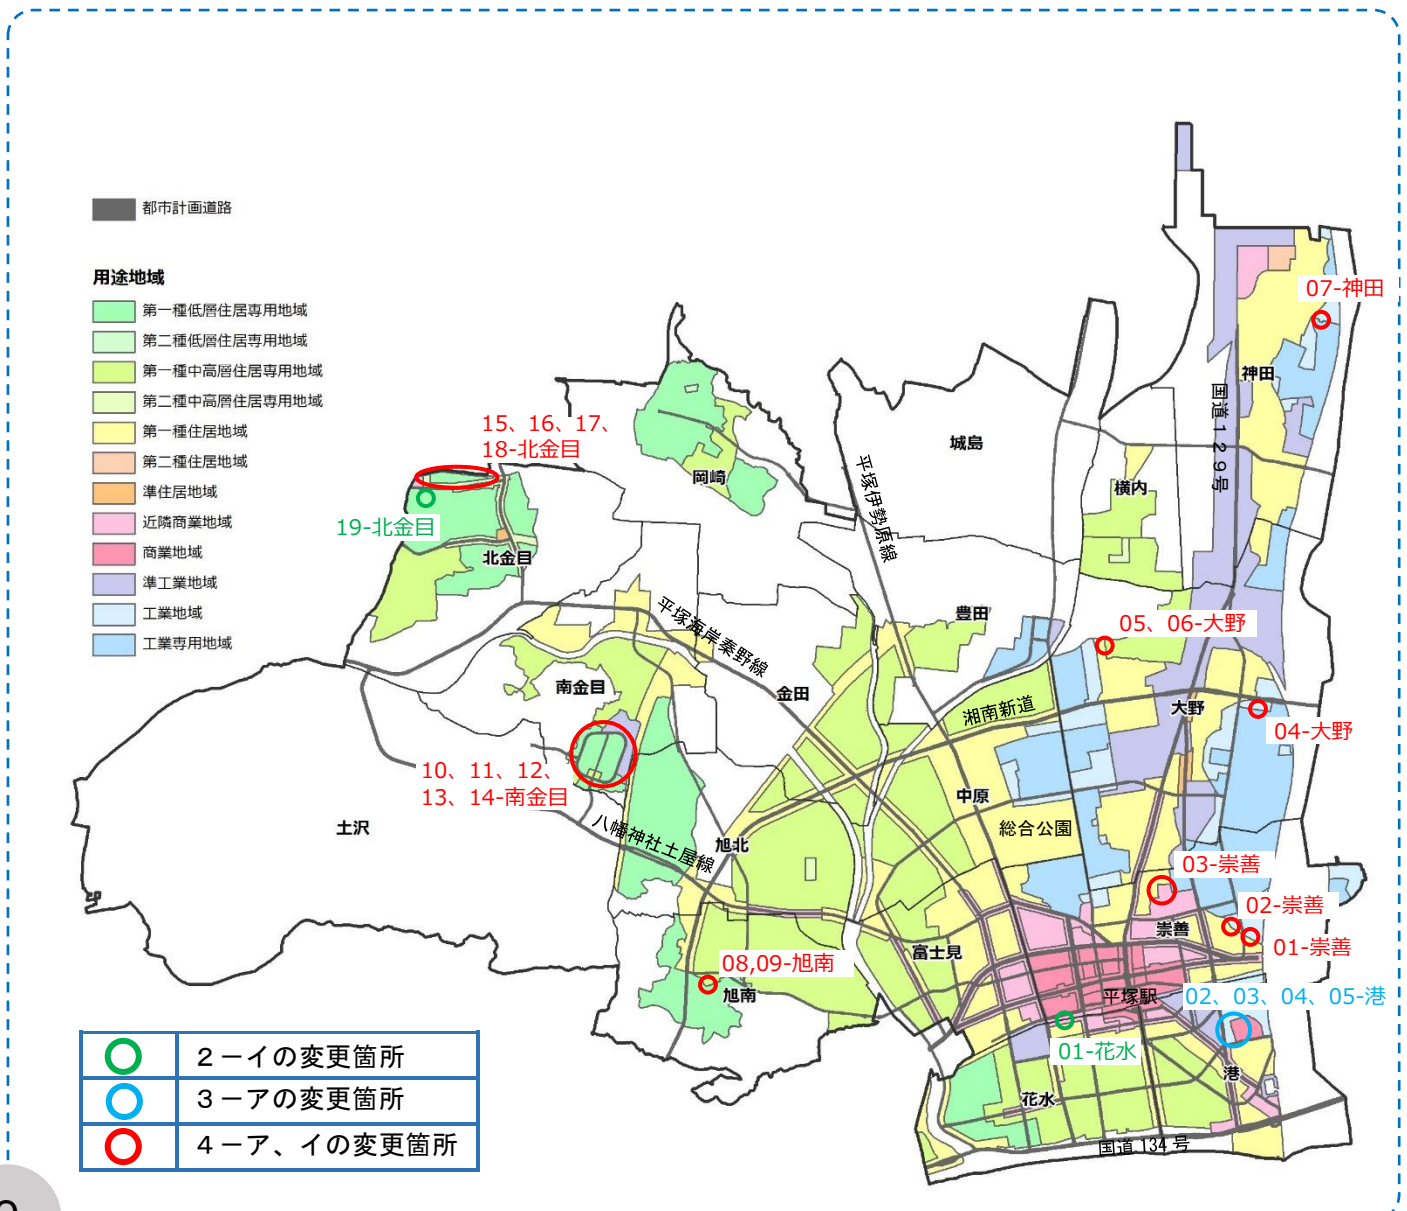 都市計画道路
用途地域
第一種低層住居専用地域
第二種低層住居専用地域
第一種中高層住居専用地域
第二種中高層住居専用地域
第一種住居地域
第二種住居地域
準住居地域
近隣商業地域
商業地域
準工業地域
工業地域
工業専用地域
07-神田
神田
国道129号
15、16、17、
18-北金目
19-北金目
北金目
岡崎
城島
平塚伊勢原線
横内
豊田
05、06-大野
平塚海岸秦野線
金田
南金目
湘南新道
大野
04-大野
10、11、12、
13、14-南金目
土沢
八幡神社土屋線
旭北
中原
総合公園
03-崇善
02-崇善
崇善
01-崇善
富士見
08,09-旭南
旭南
平塚駅
02、03、04、05-港
01-花水
港
花水
国道134号
2－イの変更箇所
3－アの変更箇所
4－ア、イの変更箇所